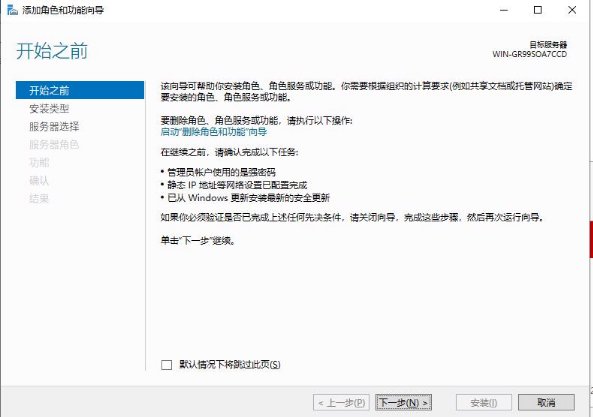 添加角色和功能向导
开始之前
目标服务器
WIN-GR99SOA7CCD
开始之前
安装类型
服务器选择
服务器角色
功能
确认
结果
该向导可帮助你安装角色、角色服务或功能。你需要根据组织的计算要求(例如共享文档或托管网站)确定
要安装的角色、角色服务或功能。
要删除角色、角色服务或功能，请执行以下操作:
启动“删除角色和功能”向导
在继续之前，请确认完成以下任务:
• 管理员帐户使用的是强密码
• 静态 IP 地址等网络设置已配置完成
• 已从 Windows 更新安装最新的安全更新
如果你必须验证是否已完成上述任何先决条件，请关闭向导，完成这些步骤，然后再次运行向导。
单击“下一步”继续。
默认情况下将跳过此页(S)
< 上一步(P)
下一步(N) >
安装(I)
取消